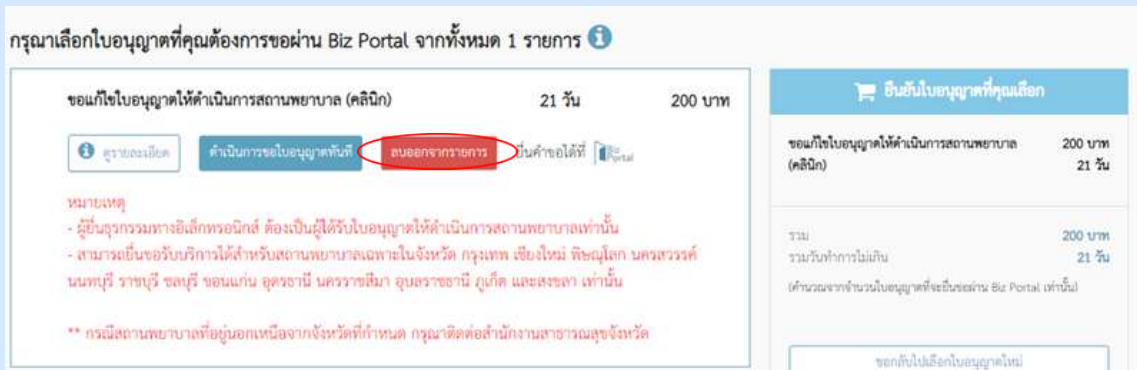 กรุณาเลือกใบอนุญาตที่คุณต้องการขอผ่าน Biz Portal จากทั้งหมด 1 รายการ
ขอแก้ไขใบอนุญาตให้ดำเนินการสถานพยาบาล (คลินิก) 21 วัน 200 บาท
ดูรายละเอียด ดำเนินการขอใบอนุญาตทันที ลบออกจากรายการ ยื่นคำขอได้ที่ Biz Portal
หมายเหตุ
- ผู้ยื่นธุรกรรมทางอิเล็กทรอนิกส์ ต้องเป็นผู้ได้รับใบอนุญาตให้ดำเนินการสถานพยาบาลเท่านั้น
- สามารถยื่นขอรับบริการได้สำหรับสถานพยาบาลเฉพาะในจังหวัด กรุงเทพ เชียงใหม่ พิษณุโลก นครสวรรค์
นนทบุรี ราชบุรี ชลบุรี ขอนแก่น อุดรธานี นครราชสีมา อุบลราชธานี ภูเก็ต และสงขลา เท่านั้น
** กรณีสถานพยาบาลที่อยู่นอกเหนือจากจังหวัดที่กำหนด กรุณาติดต่อสำนักงานสาธารณสุขจังหวัด
ยืนยันใบอนุญาตที่คุณเลือก
ขอแก้ไขใบอนุญาตให้ดำเนินการสถานพยาบาล 200 บาท
(คลินิก) 21 วัน
รวม 200 บาท
รวมวันทำการไม่เกิน 21 วัน
(คำนวณจากจำนวนใบอนุญาตที่จะยื่นขอผ่าน Biz Portal เท่านั้น)
ขอกลับไปเลือกใบอนุญาตใหม่